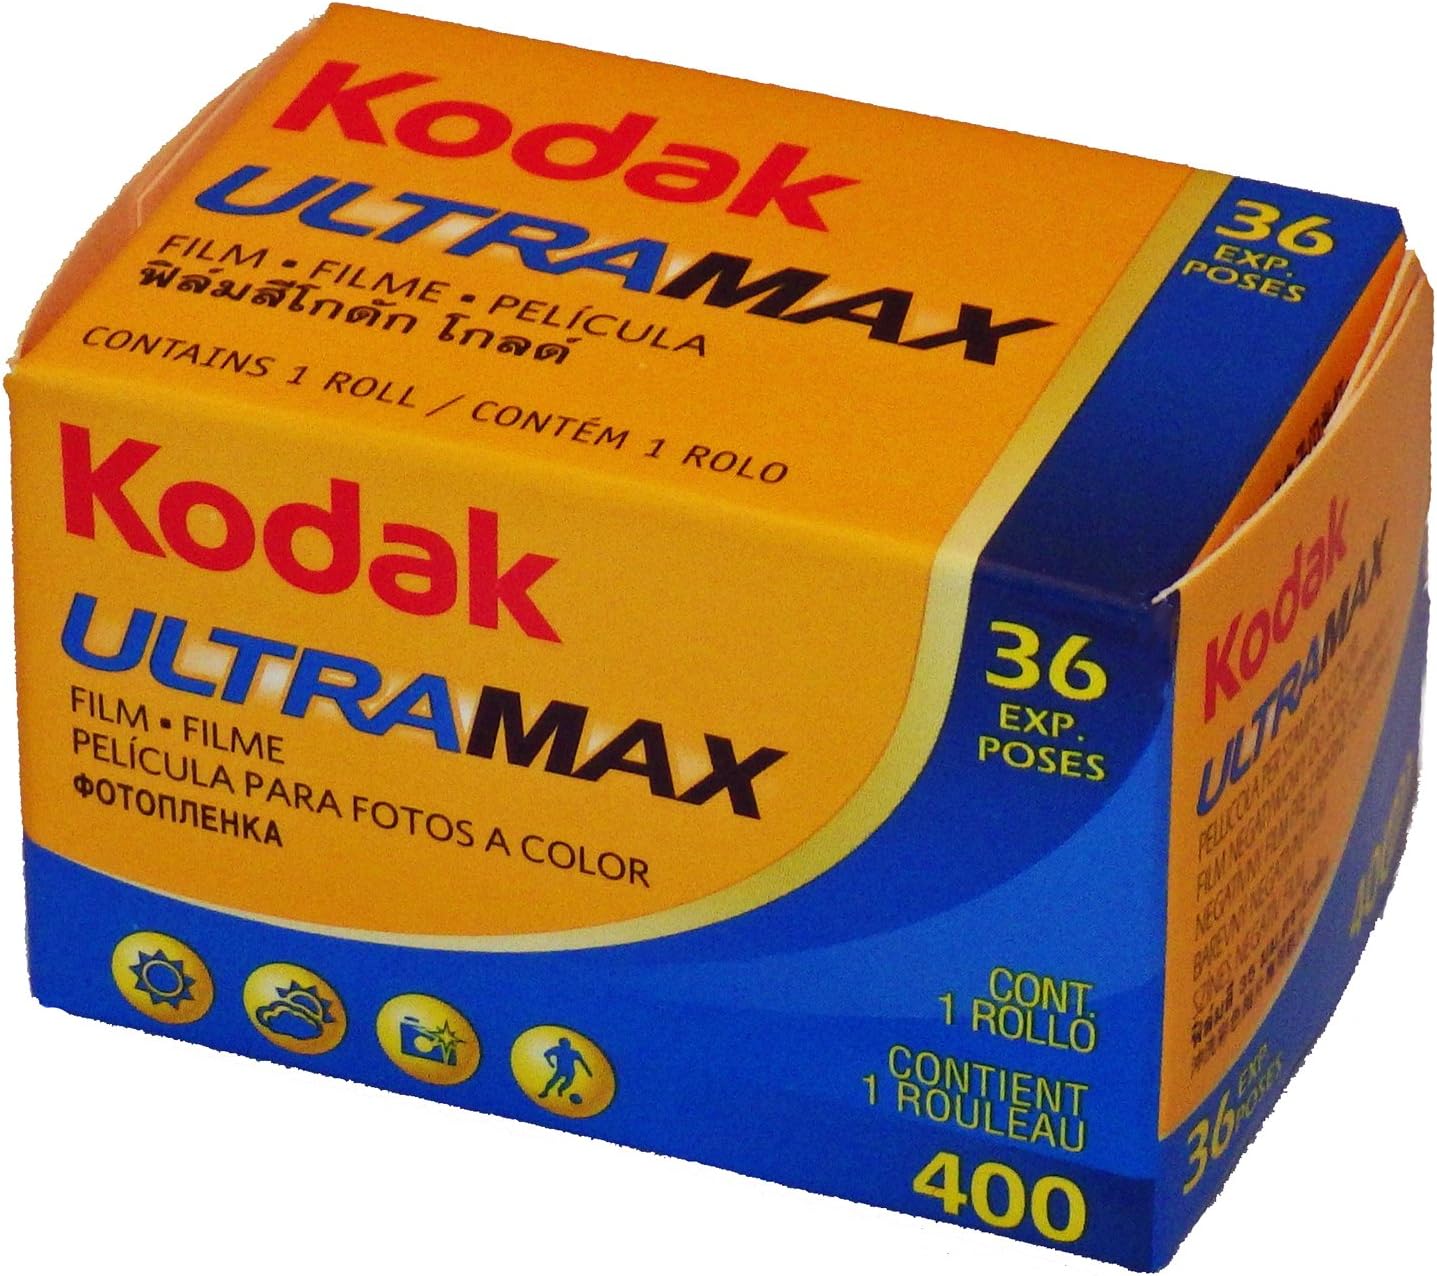 Kodak
ULTRAMAX
FILM • FILME • PELÍCULA
ฟิล์มสีโกดัก โกลด์
CONTAINS 1 ROLL / CONTÉM 1 ROLO
36
EXP.
POSES
Kodak
ULTRAMAX
FILM • FILME
PELÍCULA PARA FOTOS A COLOR
ФОТОПЛЕНКА
36
EXP.
POSES
CONT.
1 ROLLO
CONTIENT
1 ROULEAU
400
Kodak
ULTRAMAX
400
36
EXP.
POSES